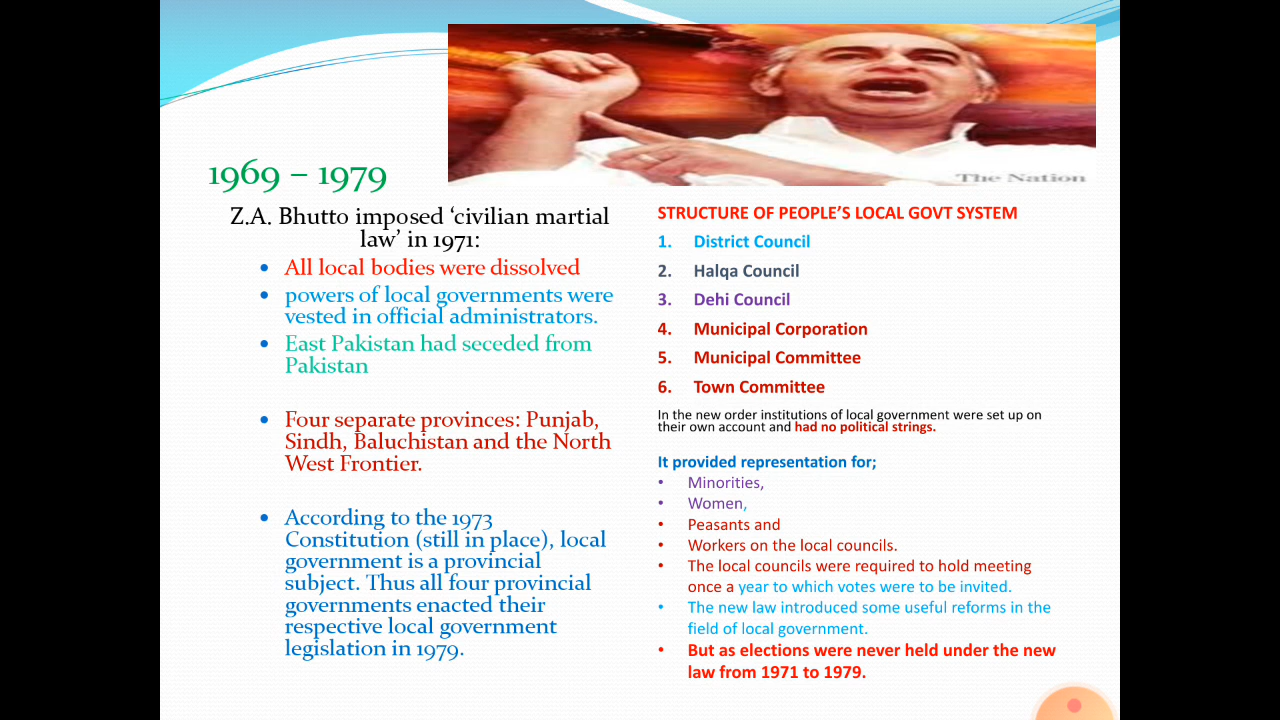 The Nation
1969 – 1979
Z.A. Bhutto imposed ‘civilian martial
law’ in 1971:
• All local bodies were dissolved
• powers of local governments were
vested in official administrators.
• East Pakistan had seceded from
Pakistan
• Four separate provinces: Punjab,
Sindh, Baluchistan and the North
West Frontier.
• According to the 1973
Constitution (still in place), local
government is a provincial
subject. Thus all four provincial
governments enacted their
respective local government
legislation in 1979.
STRUCTURE OF PEOPLE’S LOCAL GOVT SYSTEM
1. District Council
2. Halqa Council
3. Dehi Council
4. Municipal Corporation
5. Municipal Committee
6. Town Committee
In the new order institutions of local government were set up on
their own account and had no political strings.
It provided representation for;
• Minorities,
• Women,
• Peasants and
• Workers on the local councils.
• The local councils were required to hold meeting
once a year to which votes were to be invited.
• The new law introduced some useful reforms in the
field of local government.
• But as elections were never held under the new
law from 1971 to 1979.